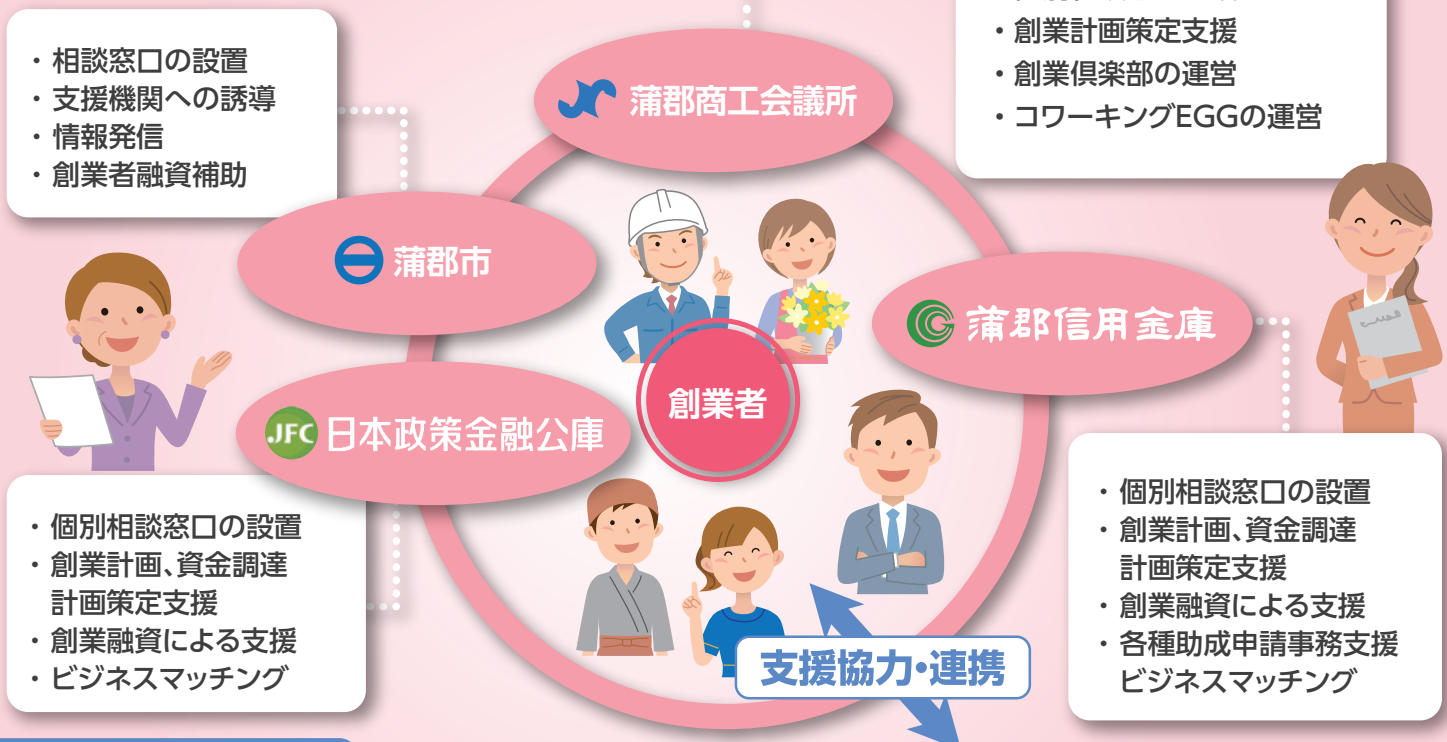 ・相談窓口の設置
・支援機関への誘導
・情報発信
・創業者融資補助
蒲郡商工会議所
・創業計画策定支援
・創業倶楽部の運営
・コワーキングEGGの運営
蒲郡市
蒲郡信用金庫
創業者
JFC 日本政策金融公庫
・個別相談窓口の設置
・創業計画、資金調達
計画策定支援
・創業融資による支援
・ビジネスマッチング
・個別相談窓口の設置
・創業計画、資金調達
計画策定支援
・創業融資による支援
・各種助成申請事務支援
ビジネスマッチング
支援協力・連携